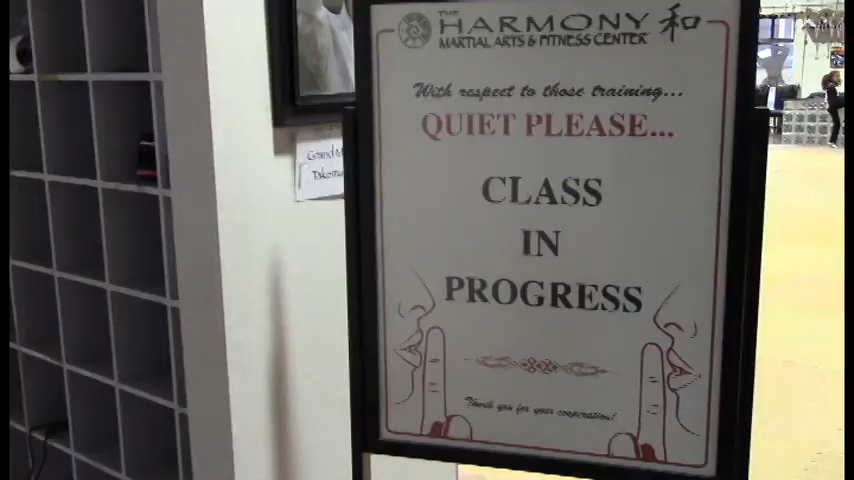 THE
HARMONY 和
MARTIAL ARTS & FITNESS CENTER
With respect to those training...
QUIET PLEASE...
CLASS
IN
PROGRESS
Thank you for your cooperation!
Grand